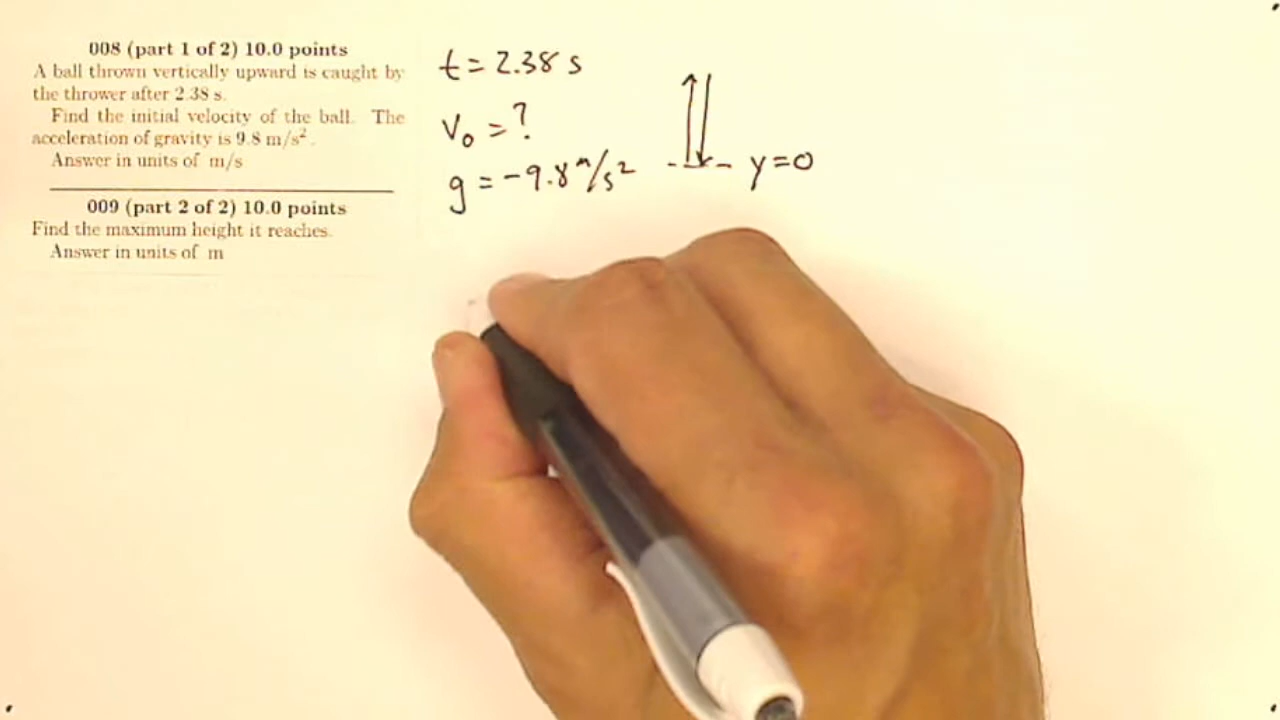 008 (part 1 of 2) 10.0 points
A ball thrown vertically upward is caught by
the thrower after 2.38 s.
Find the initial velocity of the ball. The
acceleration of gravity is 9.8 m/s².
Answer in units of m/s
009 (part 2 of 2) 10.0 points
Find the maximum height it reaches.
Answer in units of m
t = 2.38 s
v₀ = ?
g = -9.8 m/s²
y=0